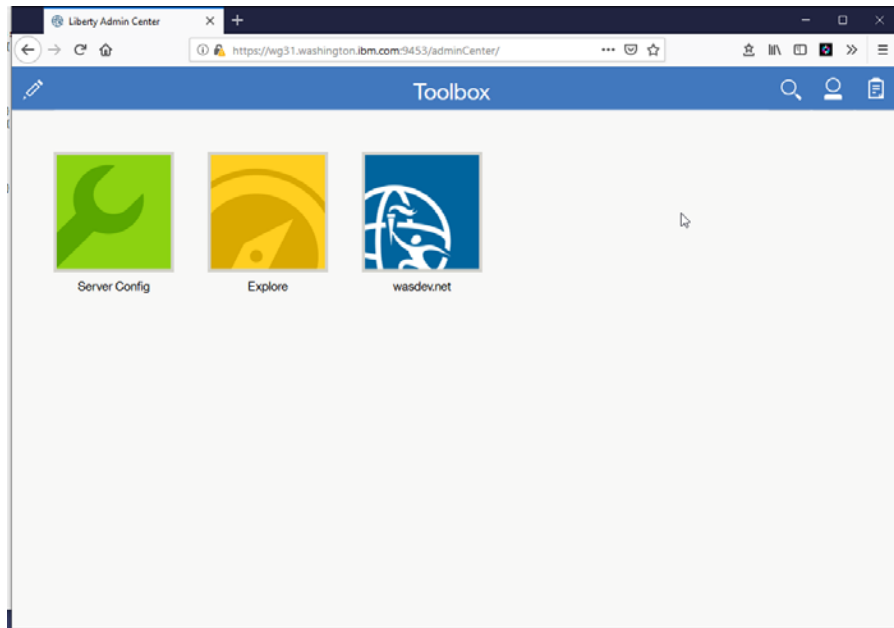 Liberty Admin Center
https://wg31.washington.ibm.com:9453/adminCenter/
Toolbox
Server Config
Explore
wasdev.net